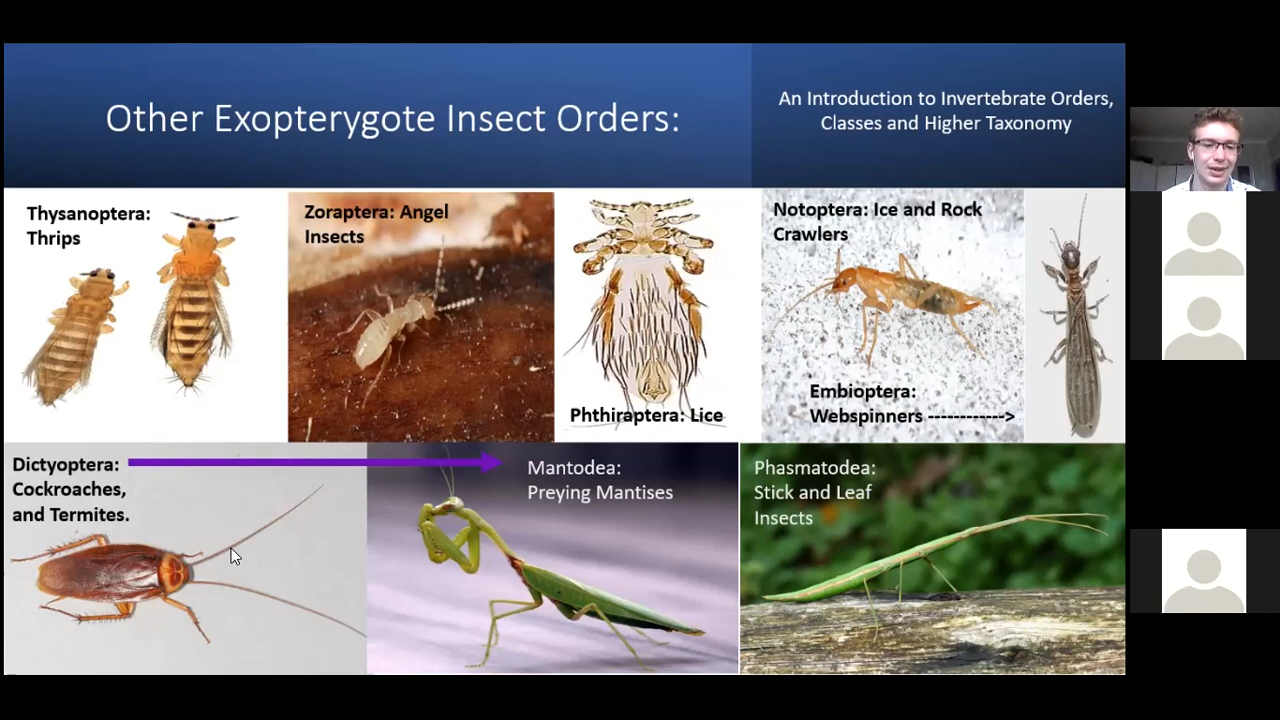 Other Exopterygote Insect Orders:
An Introduction to Invertebrate Orders,
Classes and Higher Taxonomy
Thysanoptera:
Thrips
Zoraptera: Angel
Insects
Phthiraptera: Lice
Notoptera: Ice and Rock
Crawlers
Embioptera:
Webspinners ------------>
Dictyoptera:
Cockroaches,
and Termites.
Mantodea:
Preying Mantises
Phasmatodea:
Stick and Leaf
Insects